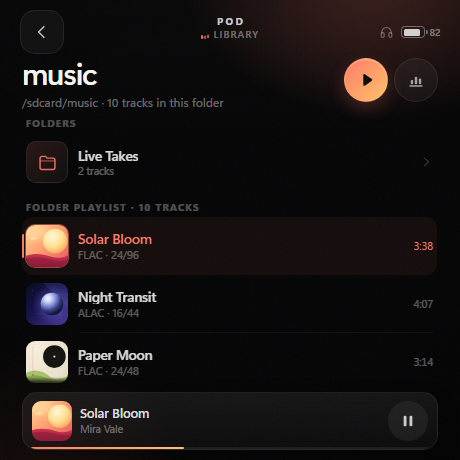 POD
LIBRARY
82
music
/sdcard/music · 10 tracks in this folder
FOLDERS
Live Takes
2 tracks
FOLDER PLAYLIST · 10 TRACKS
Solar Bloom
3:38
FLAC · 24/96
Night Transit
4:07
ALAC · 16/44
Paper Moon
3:14
FLAC · 24/48
Solar Bloom
Mira Vale